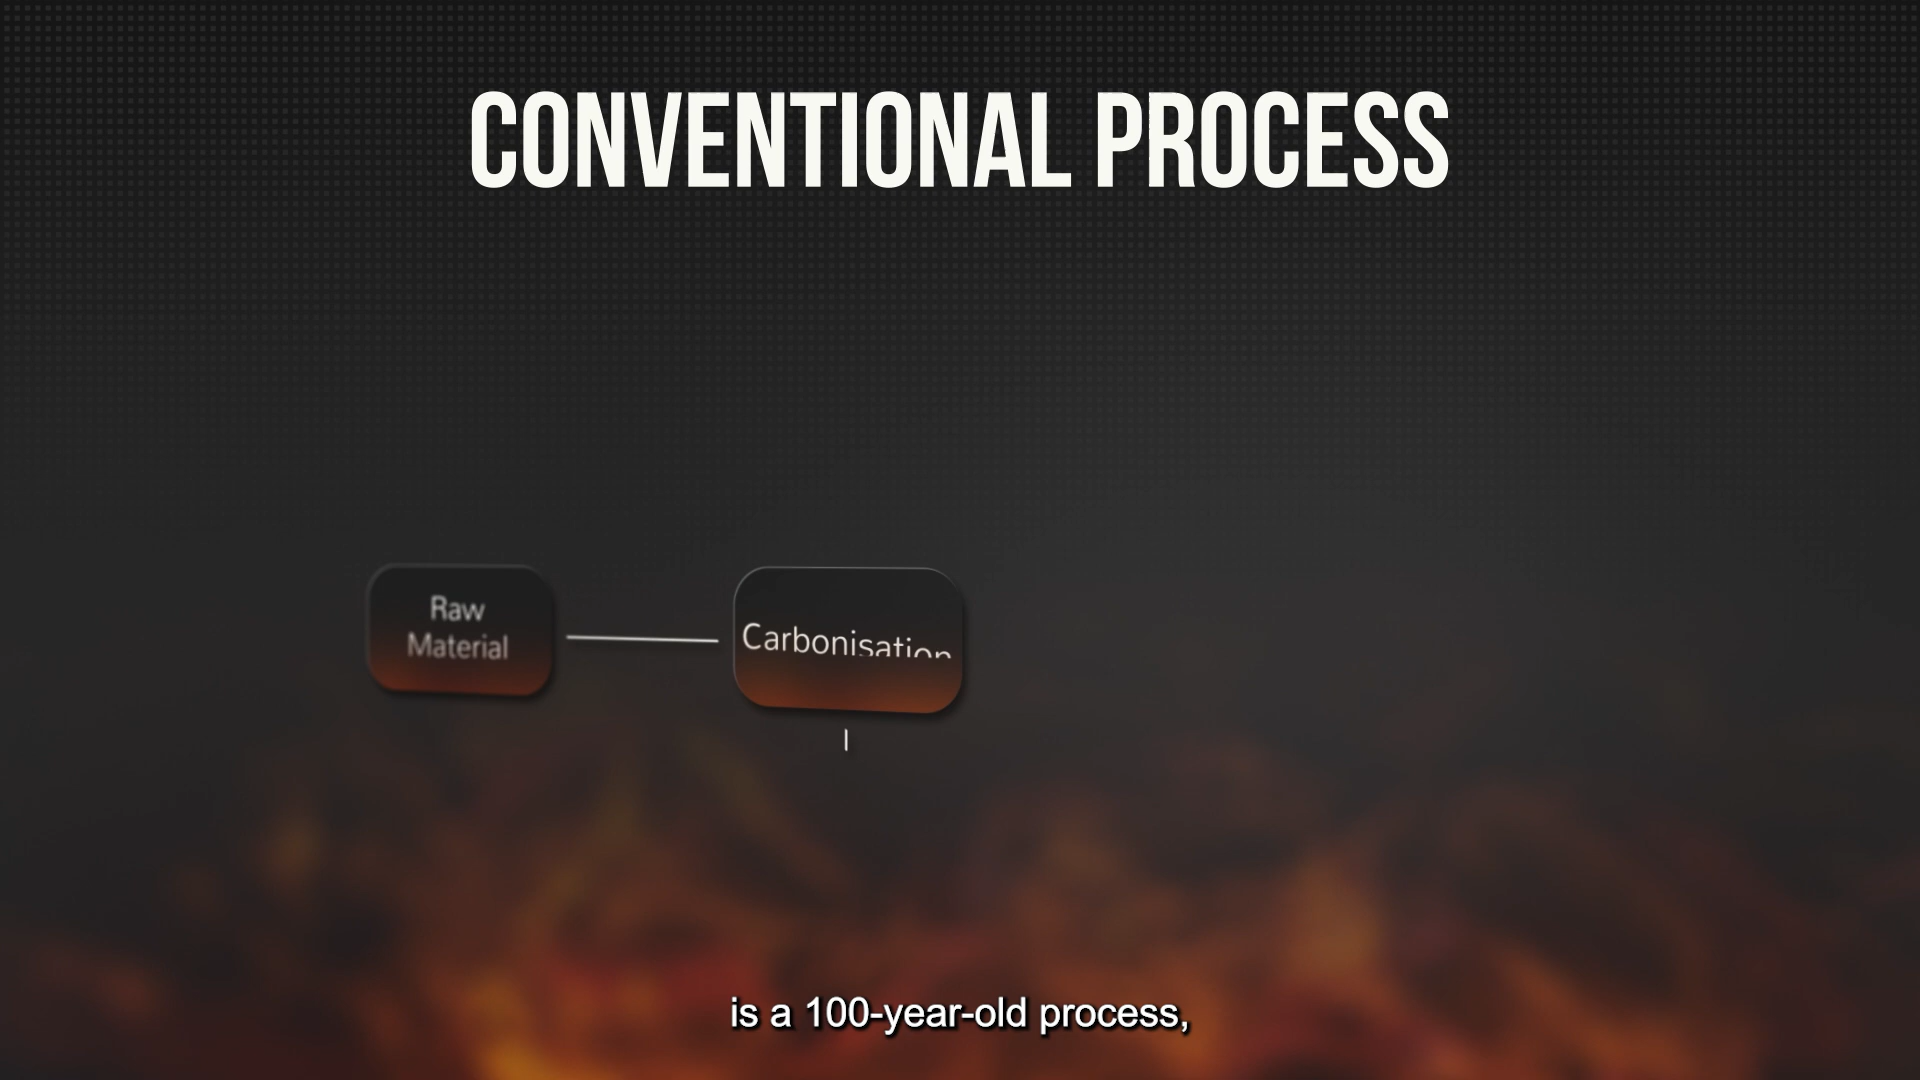 CONVENTIONAL PROCESS
Raw
Material
Carbonisation
is a 100-year-old process,